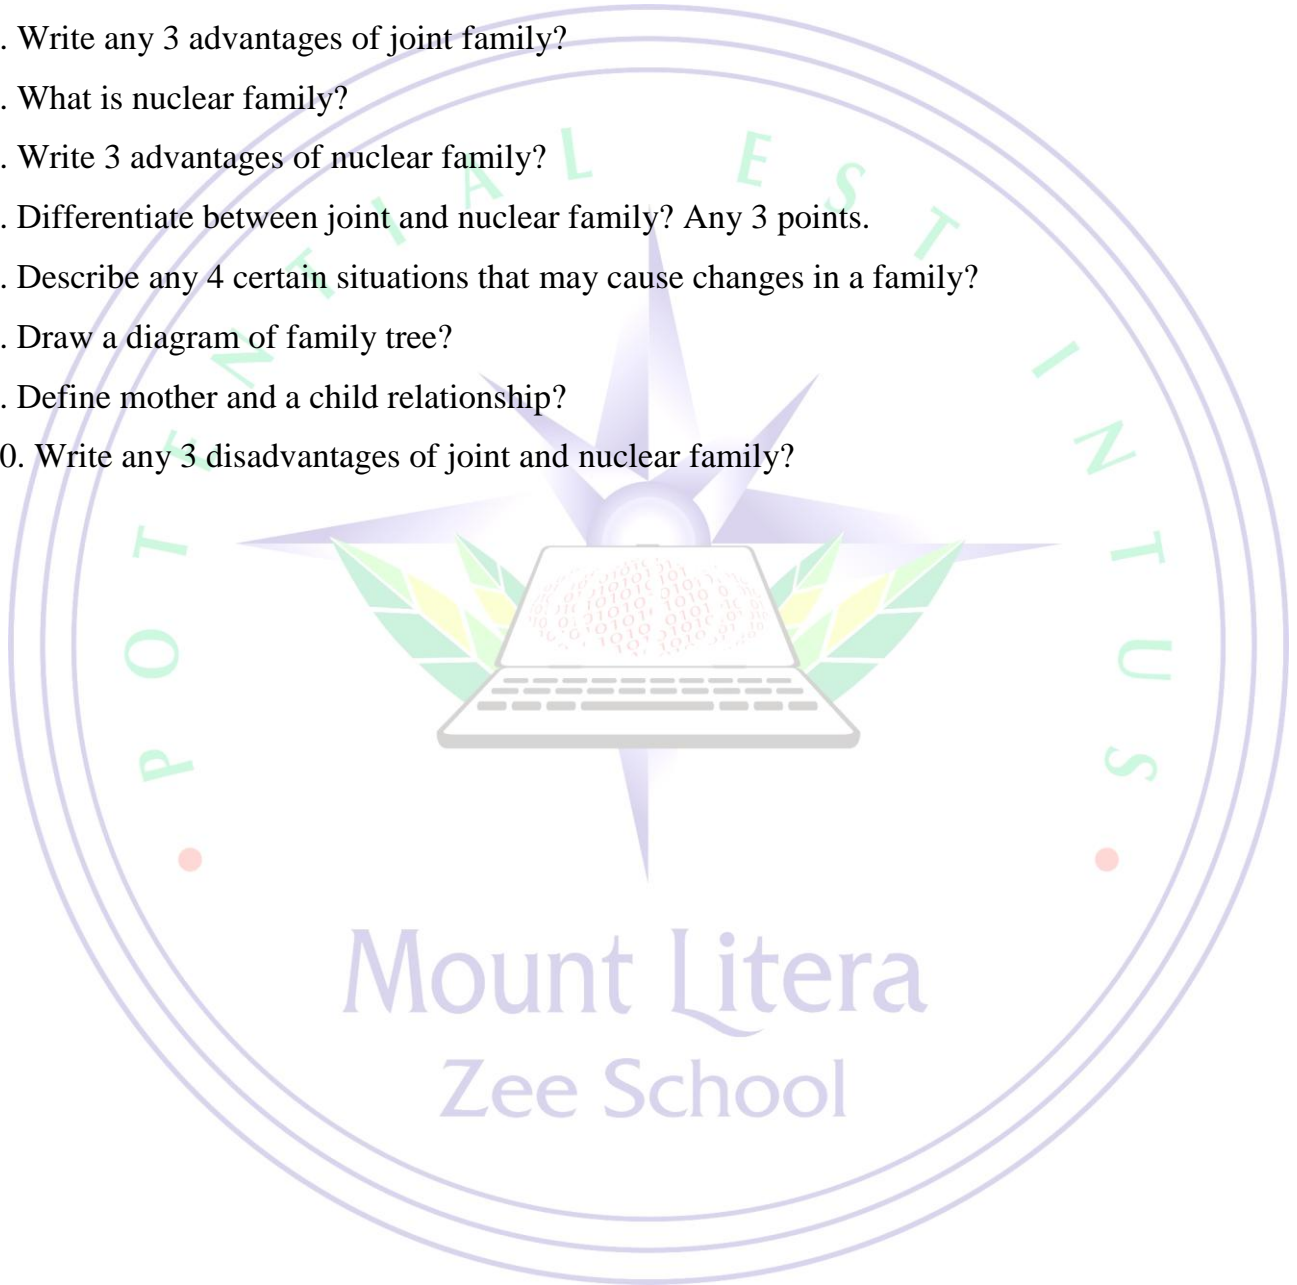 . Write any 3 advantages of joint family?
. What is nuclear family?
. Write 3 advantages of nuclear family?
. Differentiate between joint and nuclear family? Any 3 points.
. Describe any 4 certain situations that may cause changes in a family?
. Draw a diagram of family tree?
. Define mother and a child relationship?
0. Write any 3 disadvantages of joint and nuclear family?
POTENTIAL EST INTUS
Mount Litera
Zee School